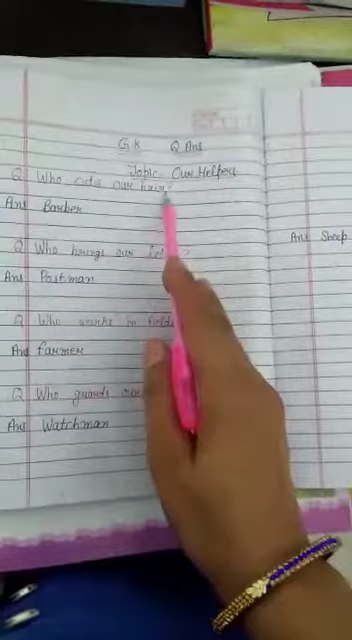 GK Q Ans
Topic - Our Helpers
Q Who cuts our hair?
Ans Barber
Q Who brings our
Ans Postman
Q Who works in fields
Ans Farmer
Q Who guards our
Ans Watchman
Ans Sheep